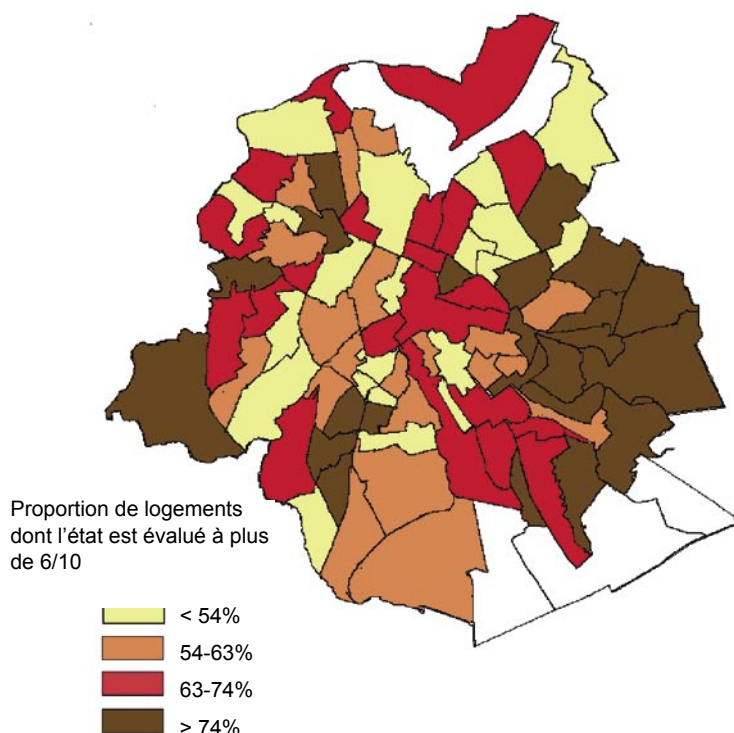 Proportion de logements
dont l'état est évalué à plus
de 6/10
< 54%
54-63%
63-74%
> 74%